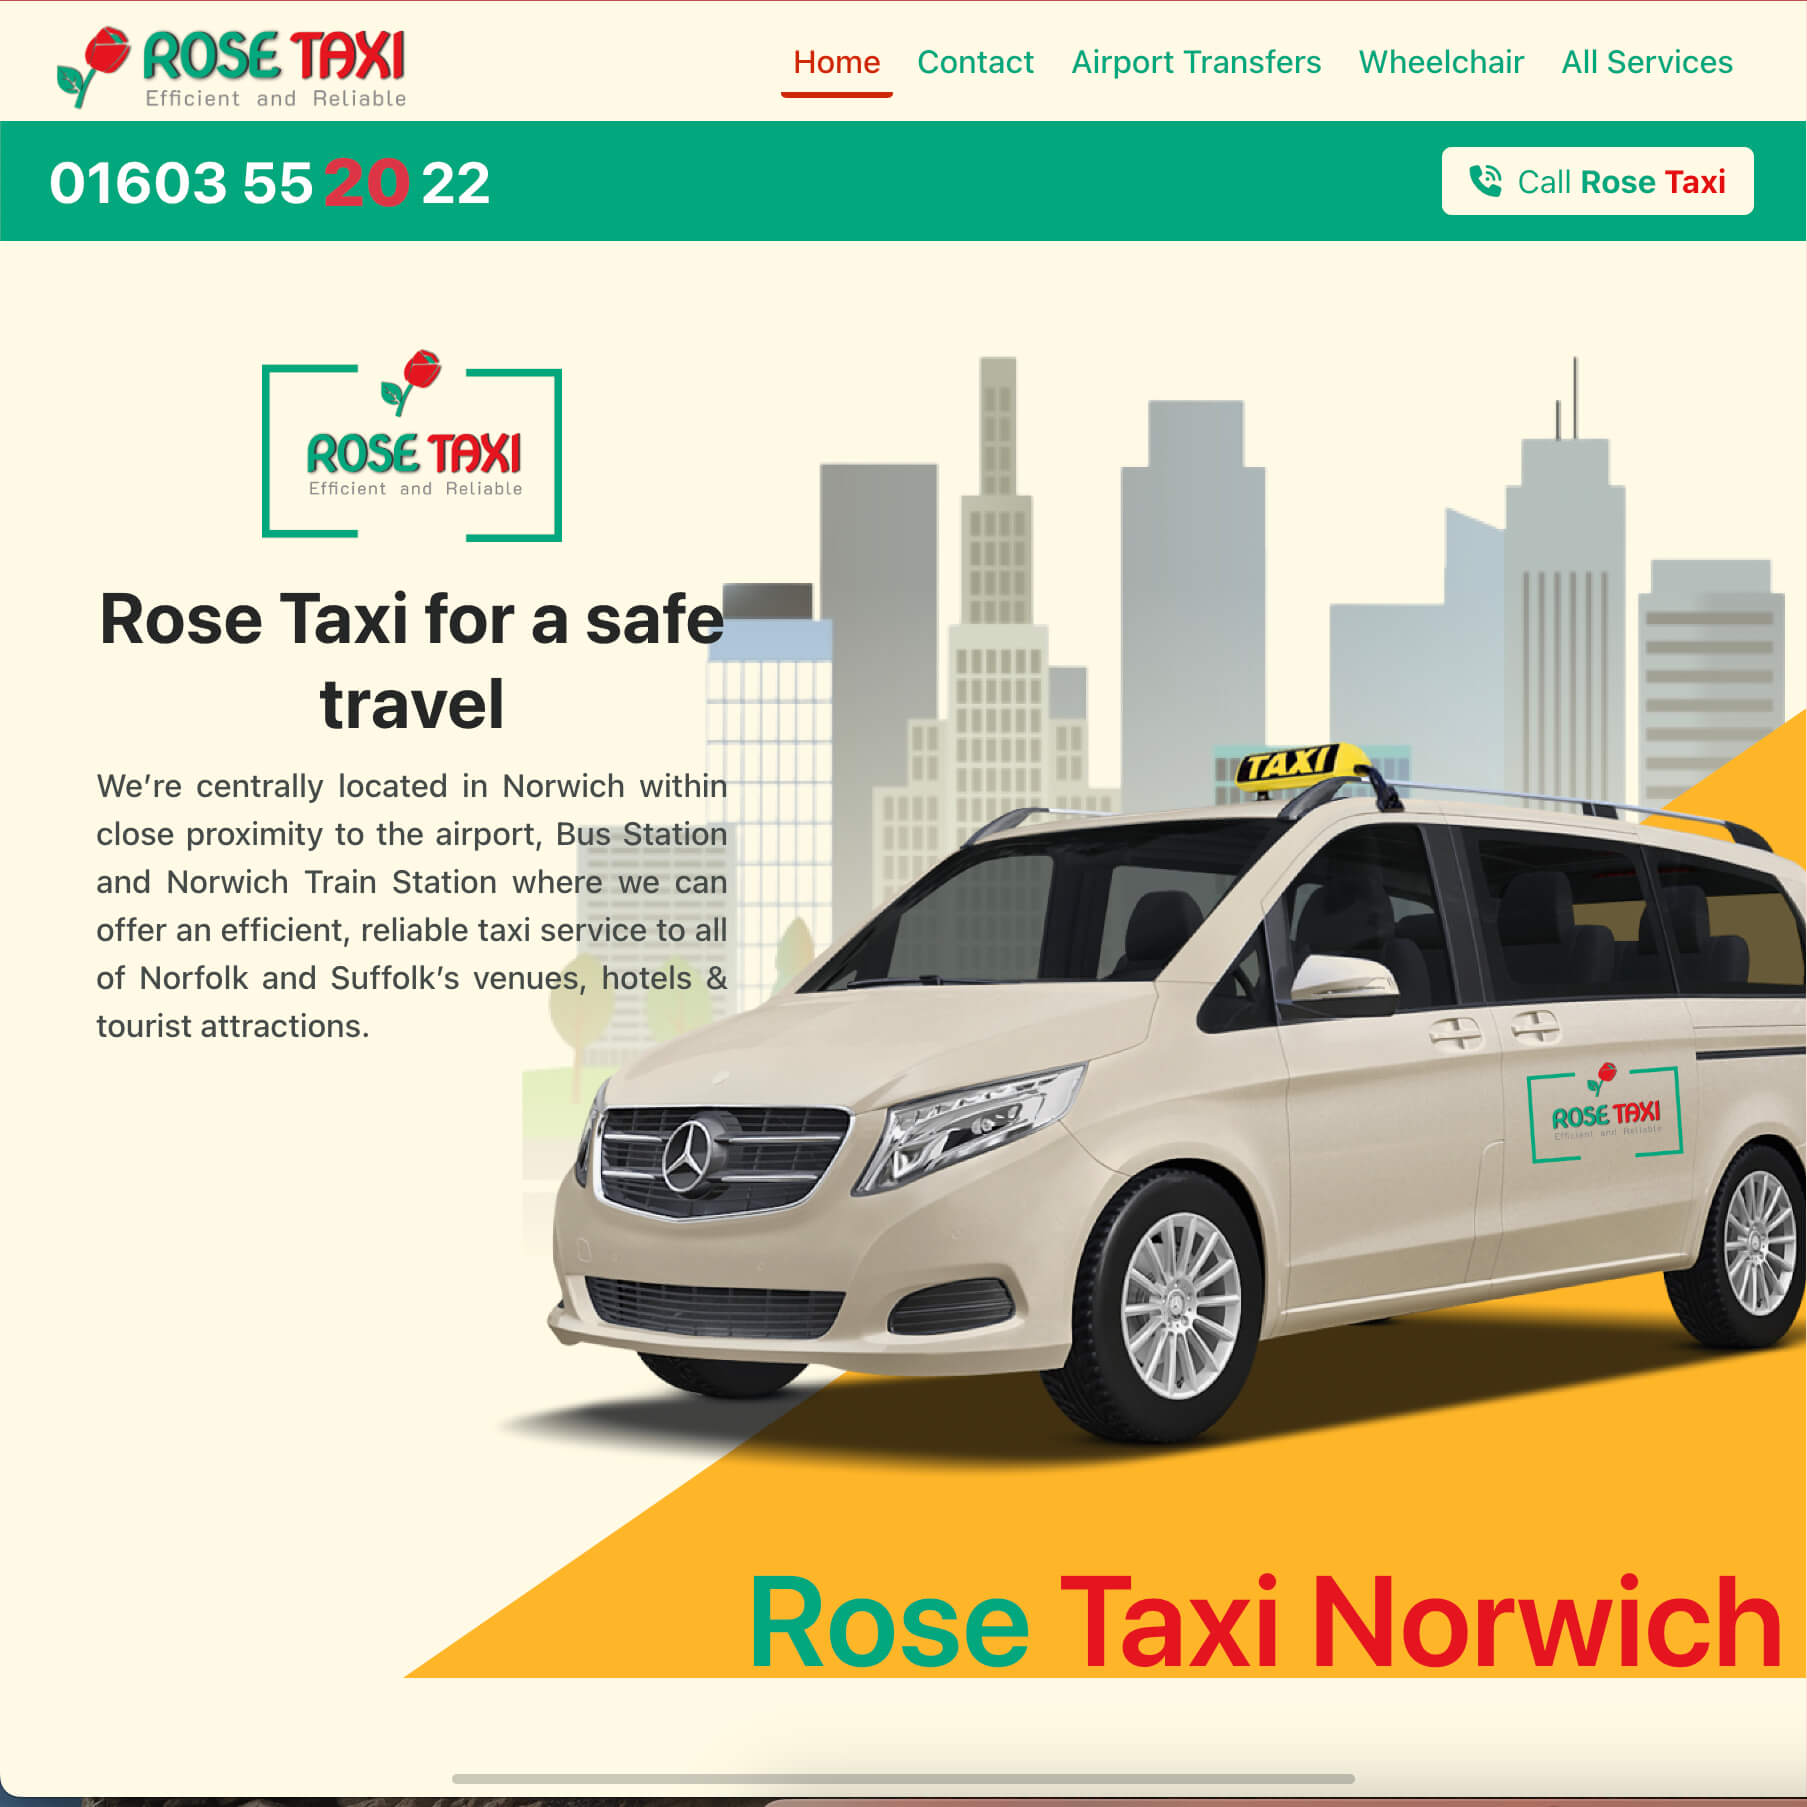 ROSE TAXI
Efficient and Reliable
Home Contact Airport Transfers Wheelchair All Services
01603 55 20 22
Call Rose Taxi
ROSE TAXI
Efficient and Reliable
Rose Taxi for a safe
travel
We’re centrally located in Norwich within
close proximity to the airport, Bus Station
and Norwich Train Station where we can
offer an efficient, reliable taxi service to all
of Norfolk and Suffolk’s venues, hotels &
tourist attractions.
TAXI
ROSE TAXI
Efficient and Reliable
Rose Taxi Norwich